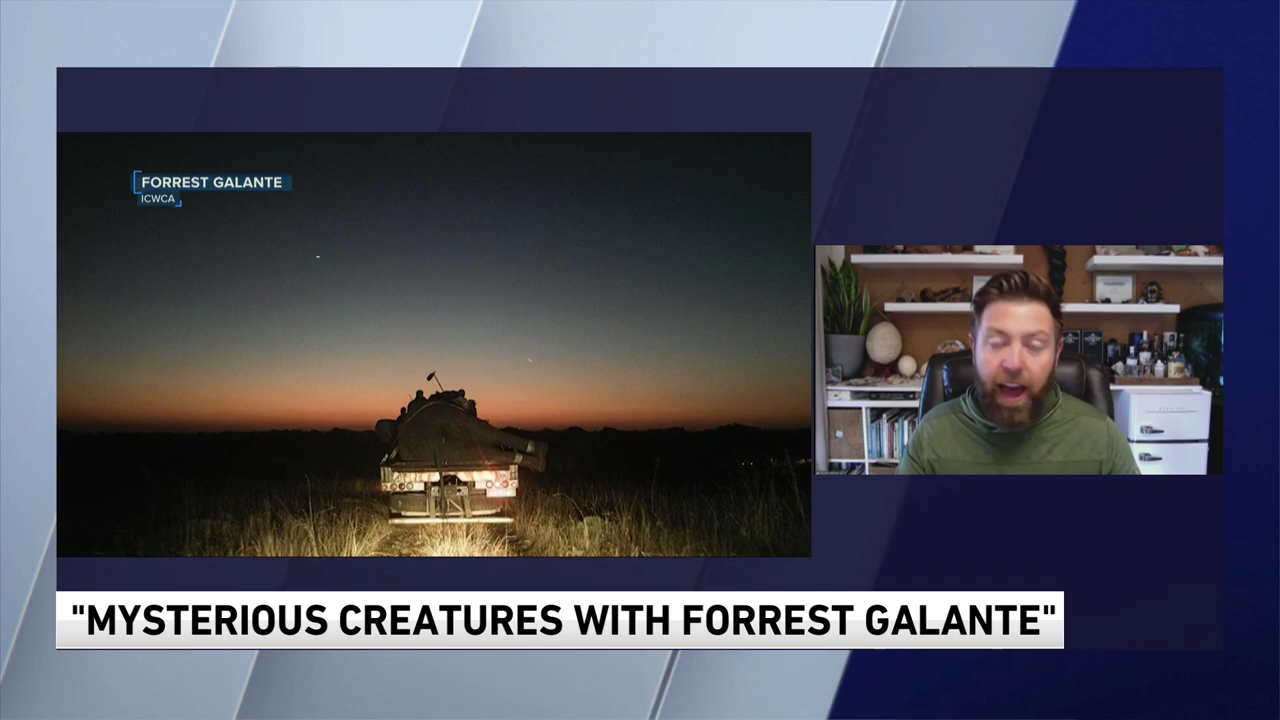 FORREST GALANTE
ICWCA
"MYSTERIOUS CREATURES WITH FORREST GALANTE"